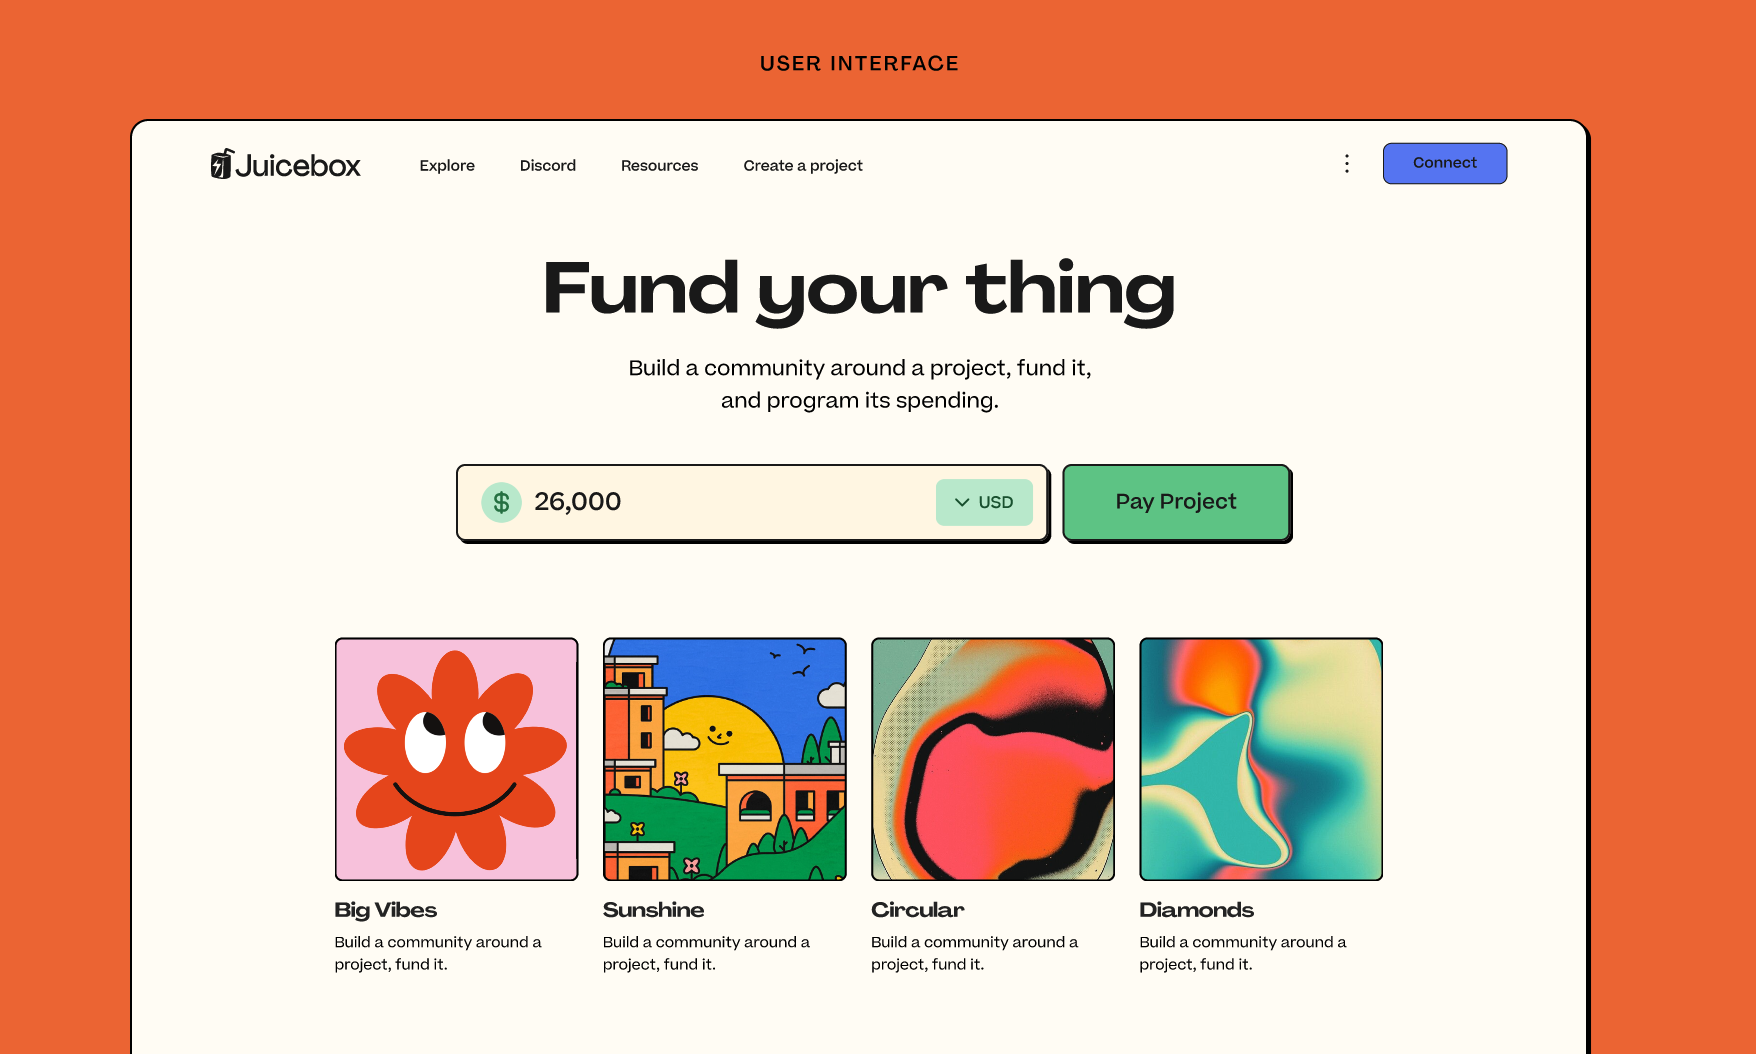 USER INTERFACE
Juicebox
Explore
Discord
Resources
Create a project
Connect
Fund your thing
Build a community around a project, fund it,
and program its spending.
$ 26,000
USD
Pay Project
Big Vibes
Build a community around a
project, fund it.
Sunshine
Build a community around a
project, fund it.
Circular
Build a community around a
project, fund it.
Diamonds
Build a community around a
project, fund it.